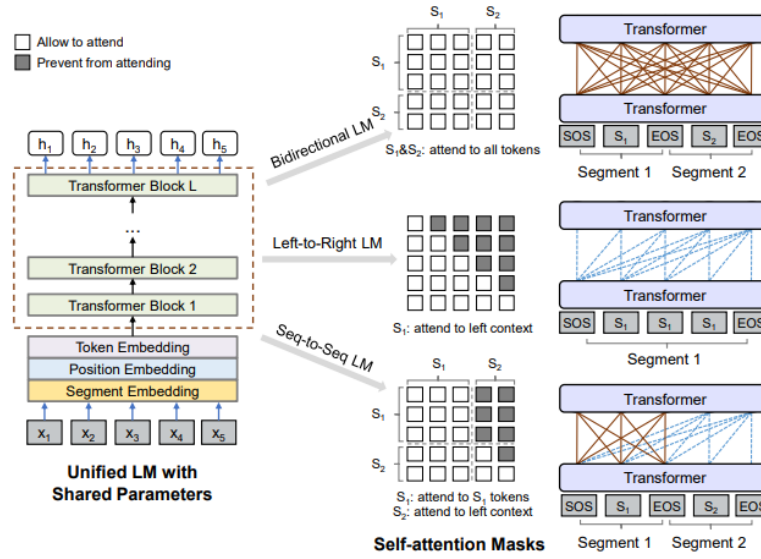 Allow to attend
Prevent from attending
h1 h2 h3 h4 h5
Transformer Block L
...
Transformer Block 2
Transformer Block 1
Token Embedding
Position Embedding
Segment Embedding
x1 x2 x3 x4 x5
Unified LM with
Shared Parameters
Bidirectional LM
Left-to-Right LM
Seq-to-Seq LM
S1 S2
S1
S2
S1&S2: attend to all tokens
S1: attend to left context
S1 S2
S1
S2
S1: attend to S1 tokens
S2: attend to left context
Self-attention Masks
Transformer
Transformer
SOS S1 EOS S2 EOS
Segment 1 Segment 2
Transformer
Transformer
SOS S1 S1 S1 EOS
Segment 1
Transformer
Transformer
SOS S1 EOS S2 EOS
Segment 1 Segment 2